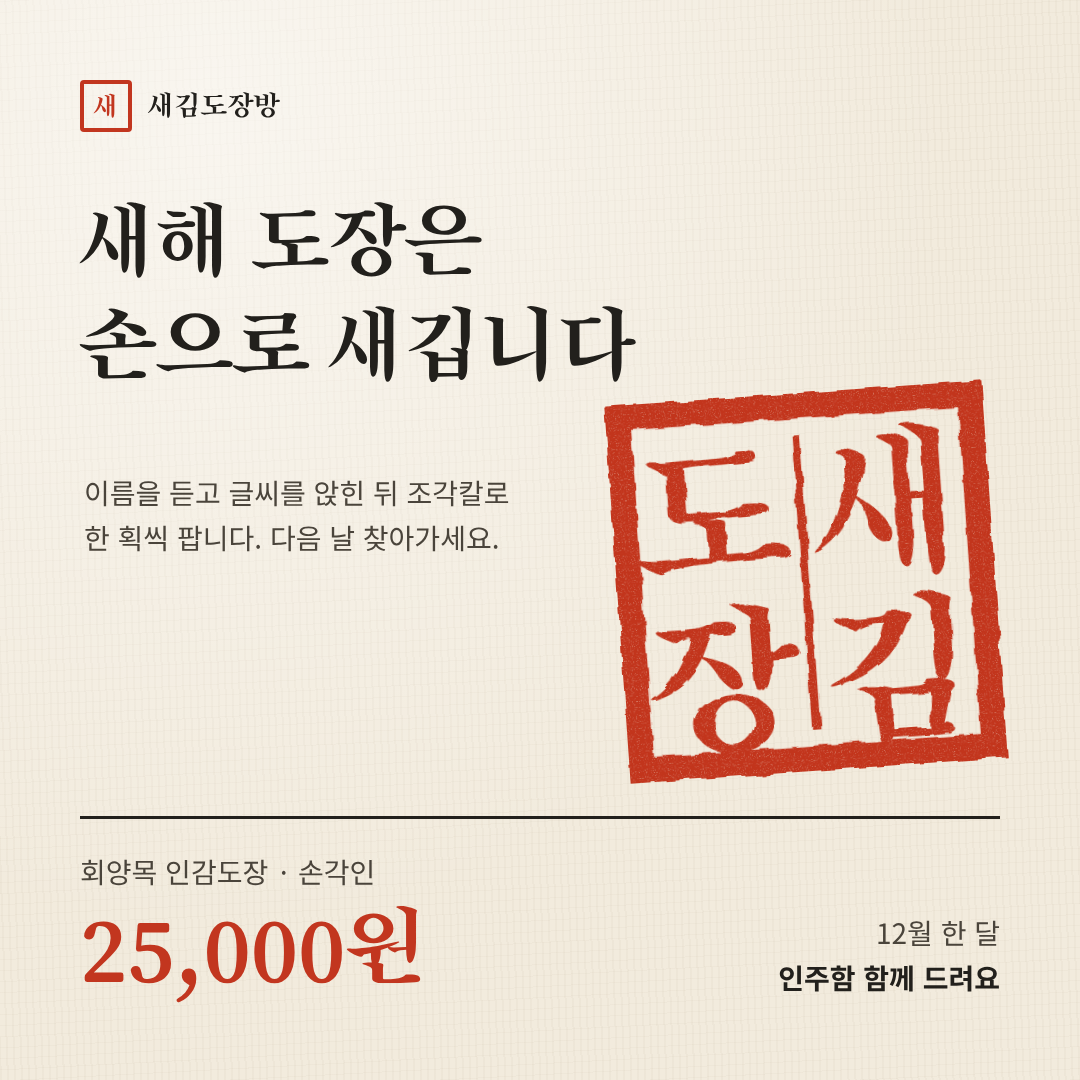 새
새김도장방
새해 도장은
손으로 새깁니다
이름을 듣고 글씨를 앉힌 뒤 조각칼로
한 획씩 팝니다. 다음 날 찾아가세요.
새김
도장
회양목 인감도장 · 손각인
25,000원
12월 한 달
인주함 함께 드려요